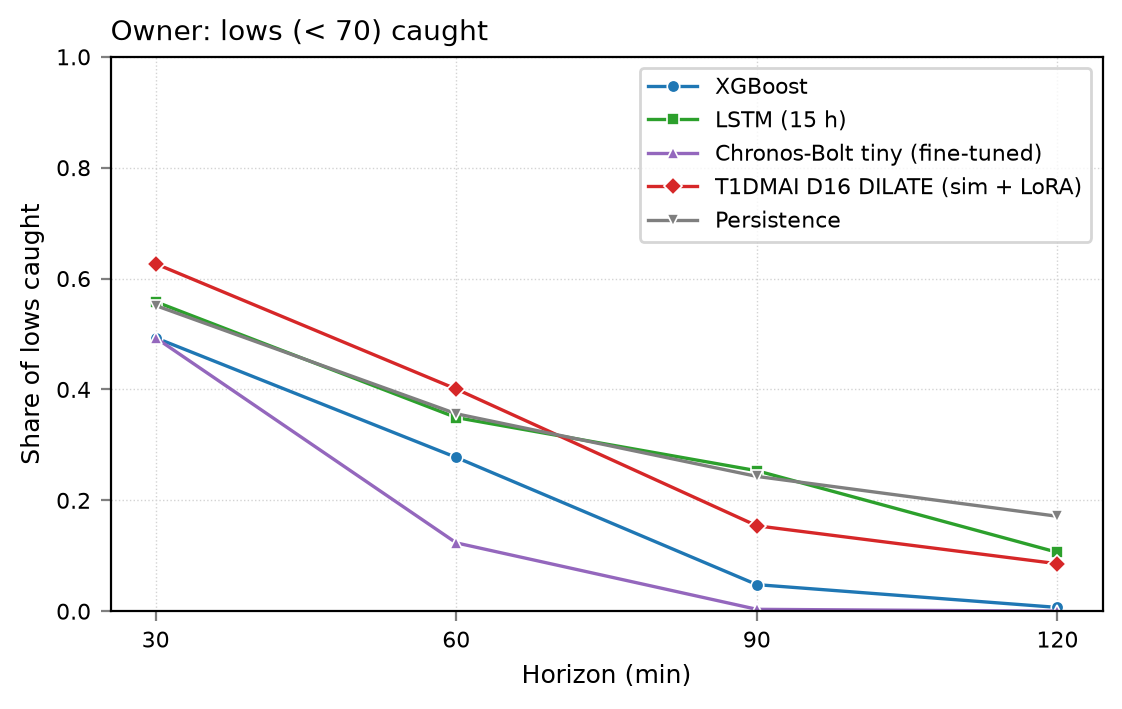 Owner: lows (< 70) caught
1.0
0.8
0.6
0.4
0.2
0.0
Share of lows caught
XGBoost
LSTM (15 h)
Chronos-Bolt tiny (fine-tuned)
T1DMAI D16 DILATE (sim + LoRA)
Persistence
30
60
90
120
Horizon (min)